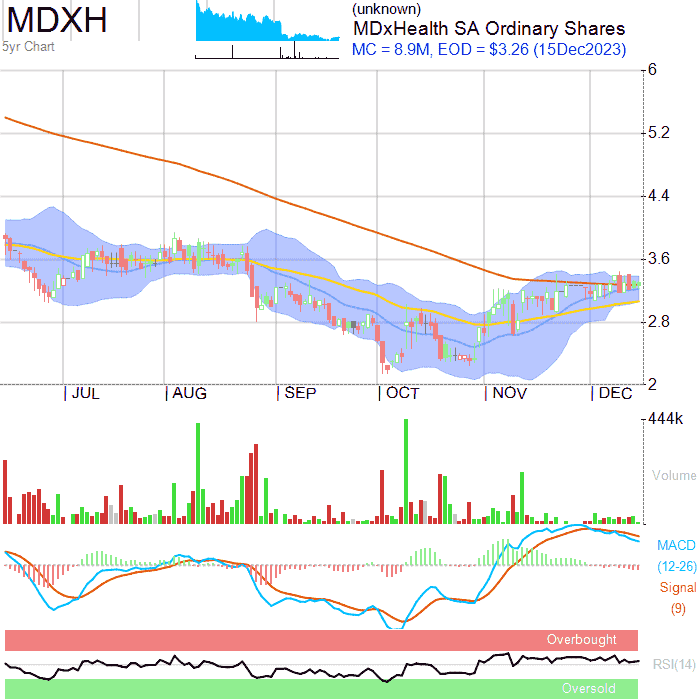 MDXH
5yr Chart
(unknown)
MDxHealth SA Ordinary Shares
MC = 8.9M, EOD = $3.26 (15Dec2023)
6
5.2
4.4
3.6
2.8
2
JUL AUG SEP OCT NOV DEC
444k
Volume
MACD
(12-26)
Signal
(9)
Overbought
RSI(14)
Oversold